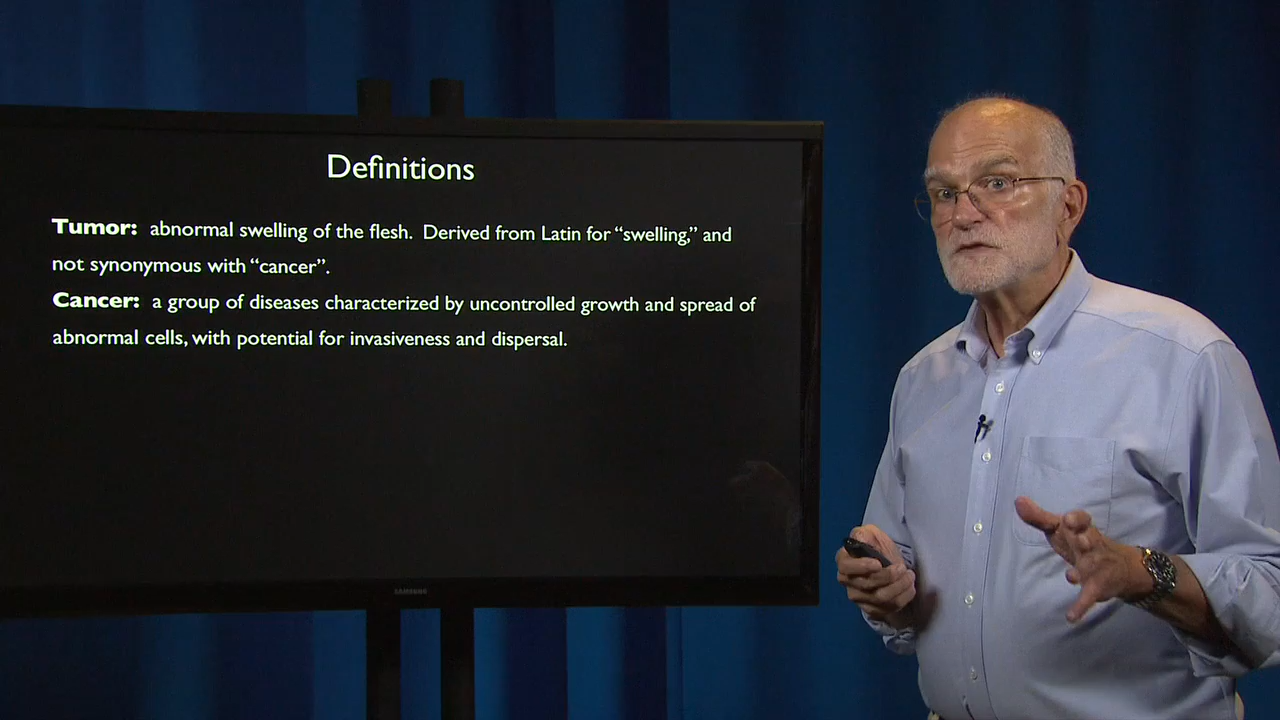 Definitions
Tumor: abnormal swelling of the flesh. Derived from Latin for “swelling,” and
not synonymous with “cancer”.
Cancer: a group of diseases characterized by uncontrolled growth and spread of
abnormal cells, with potential for invasiveness and dispersal.
SAMSUNG